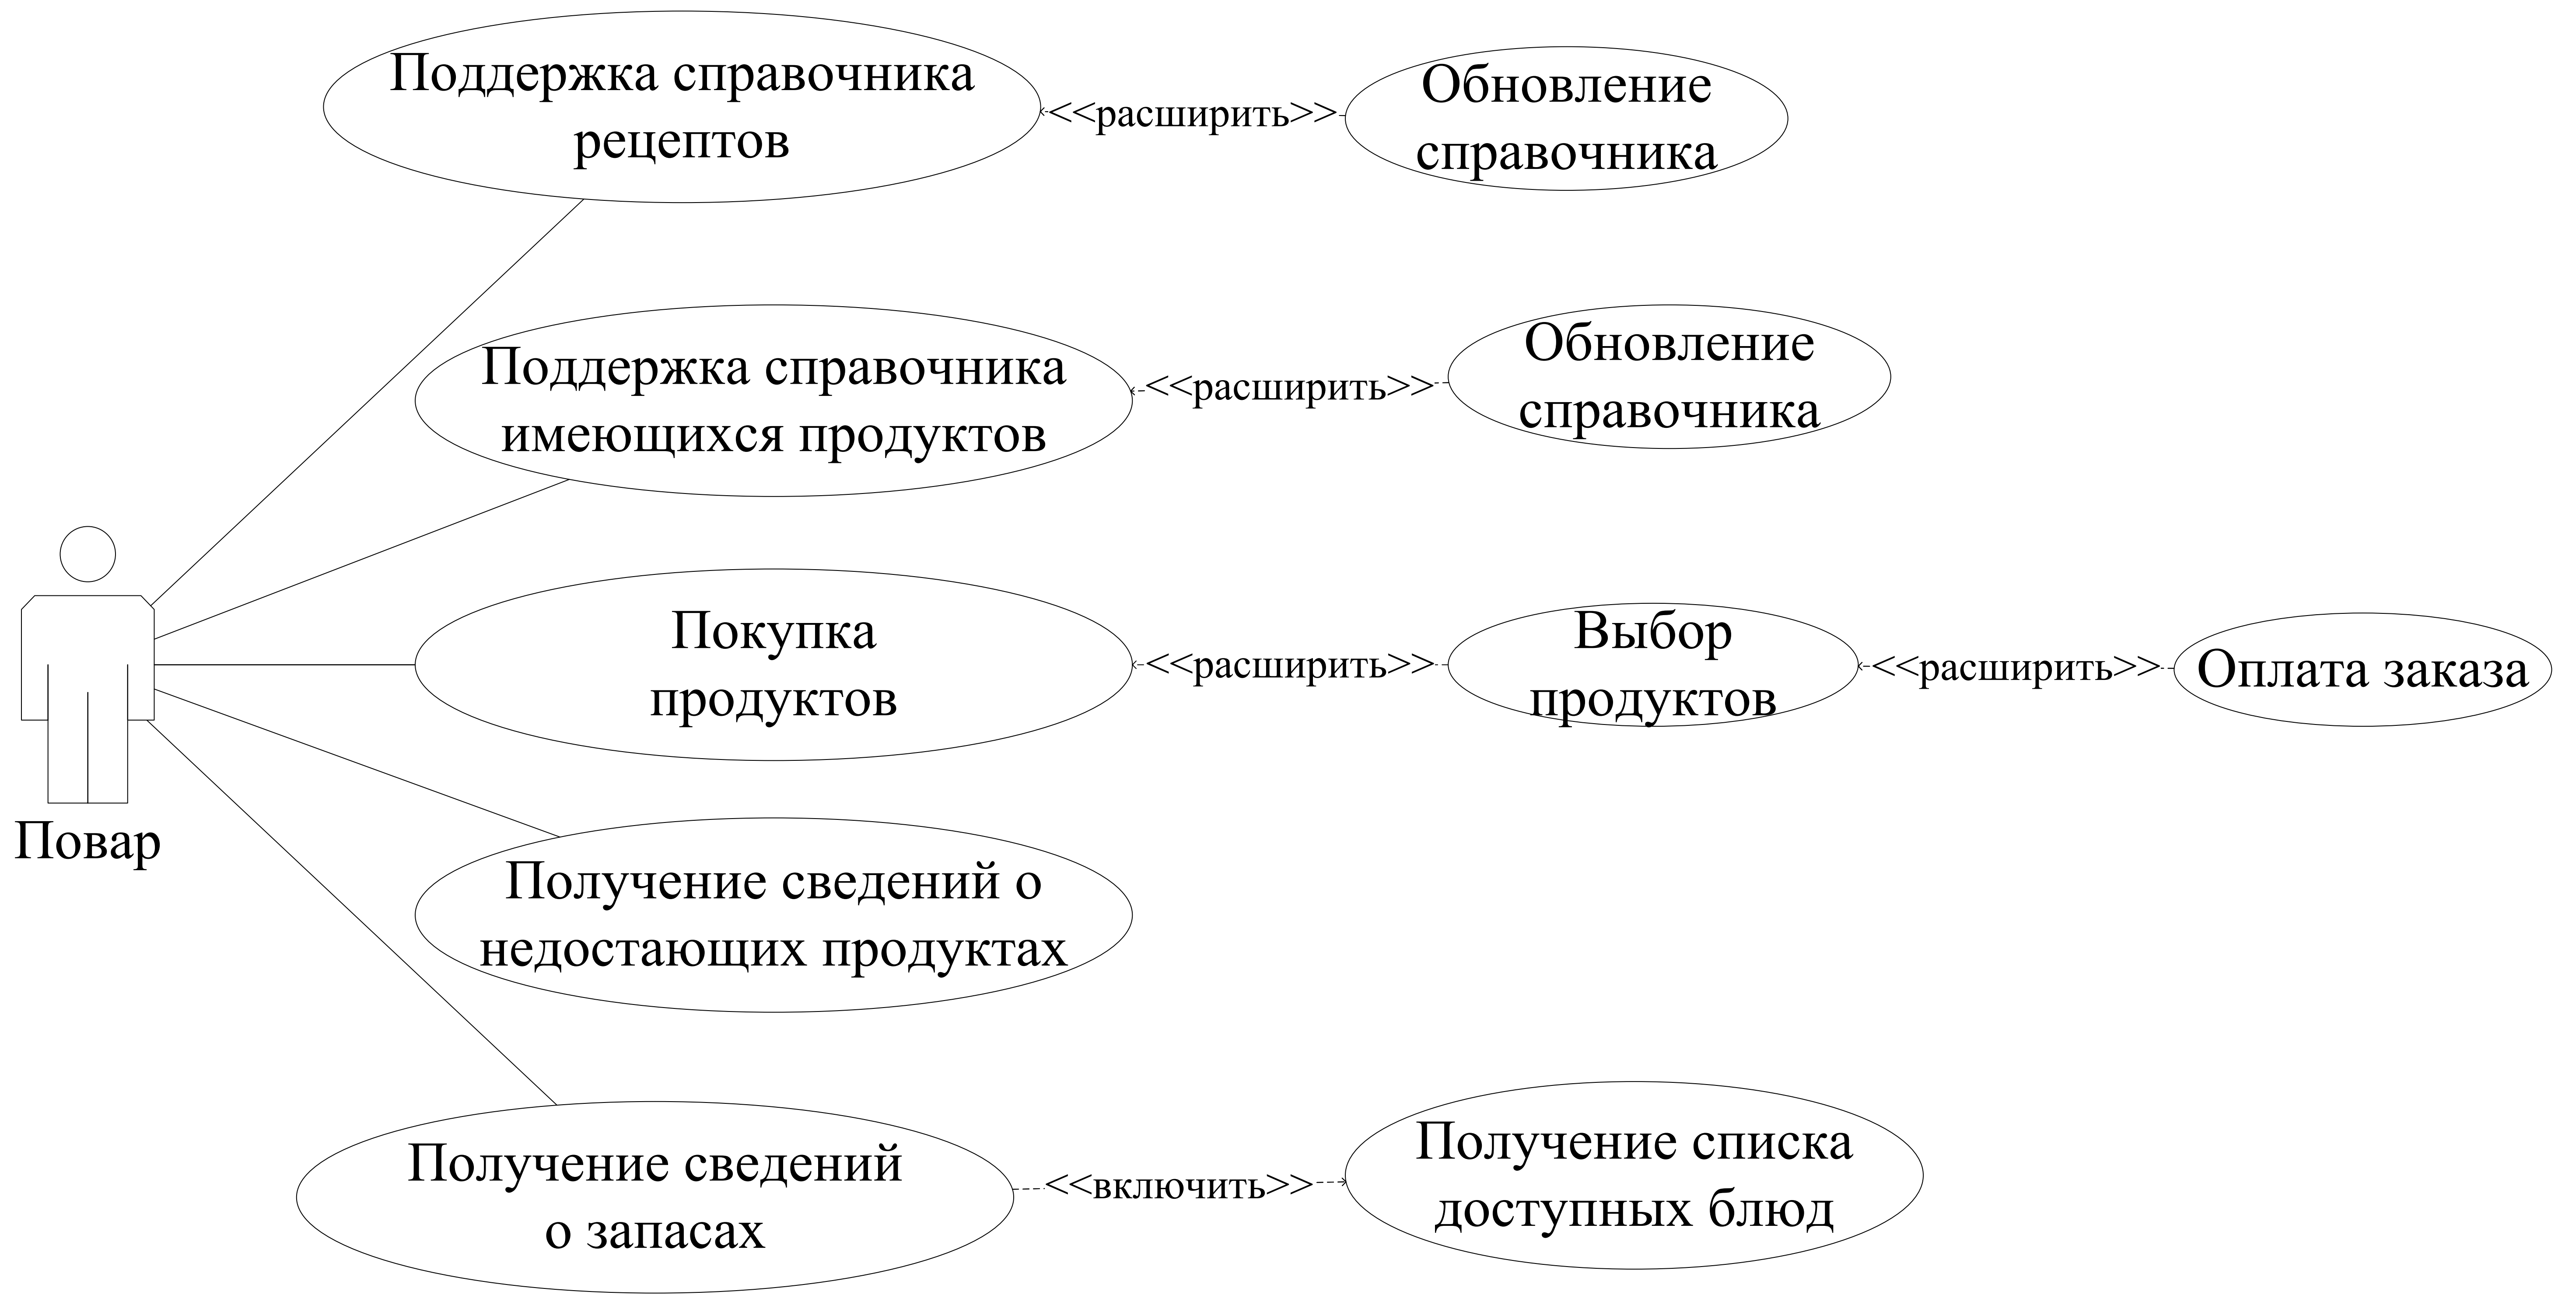 Поддержка справочника
рецептов
<<расширить>>
Обновление
справочника
Поддержка справочника
имеющихся продуктов
<<расширить>>
Обновление
справочника
Повар
Покупка
продуктов
<<расширить>>
Выбор
продуктов
<<расширить>>
Оплата заказа
Получение сведений о
недостающих продуктах
Получение сведений
о запасах
<<включить>>
Получение списка
доступных блюд